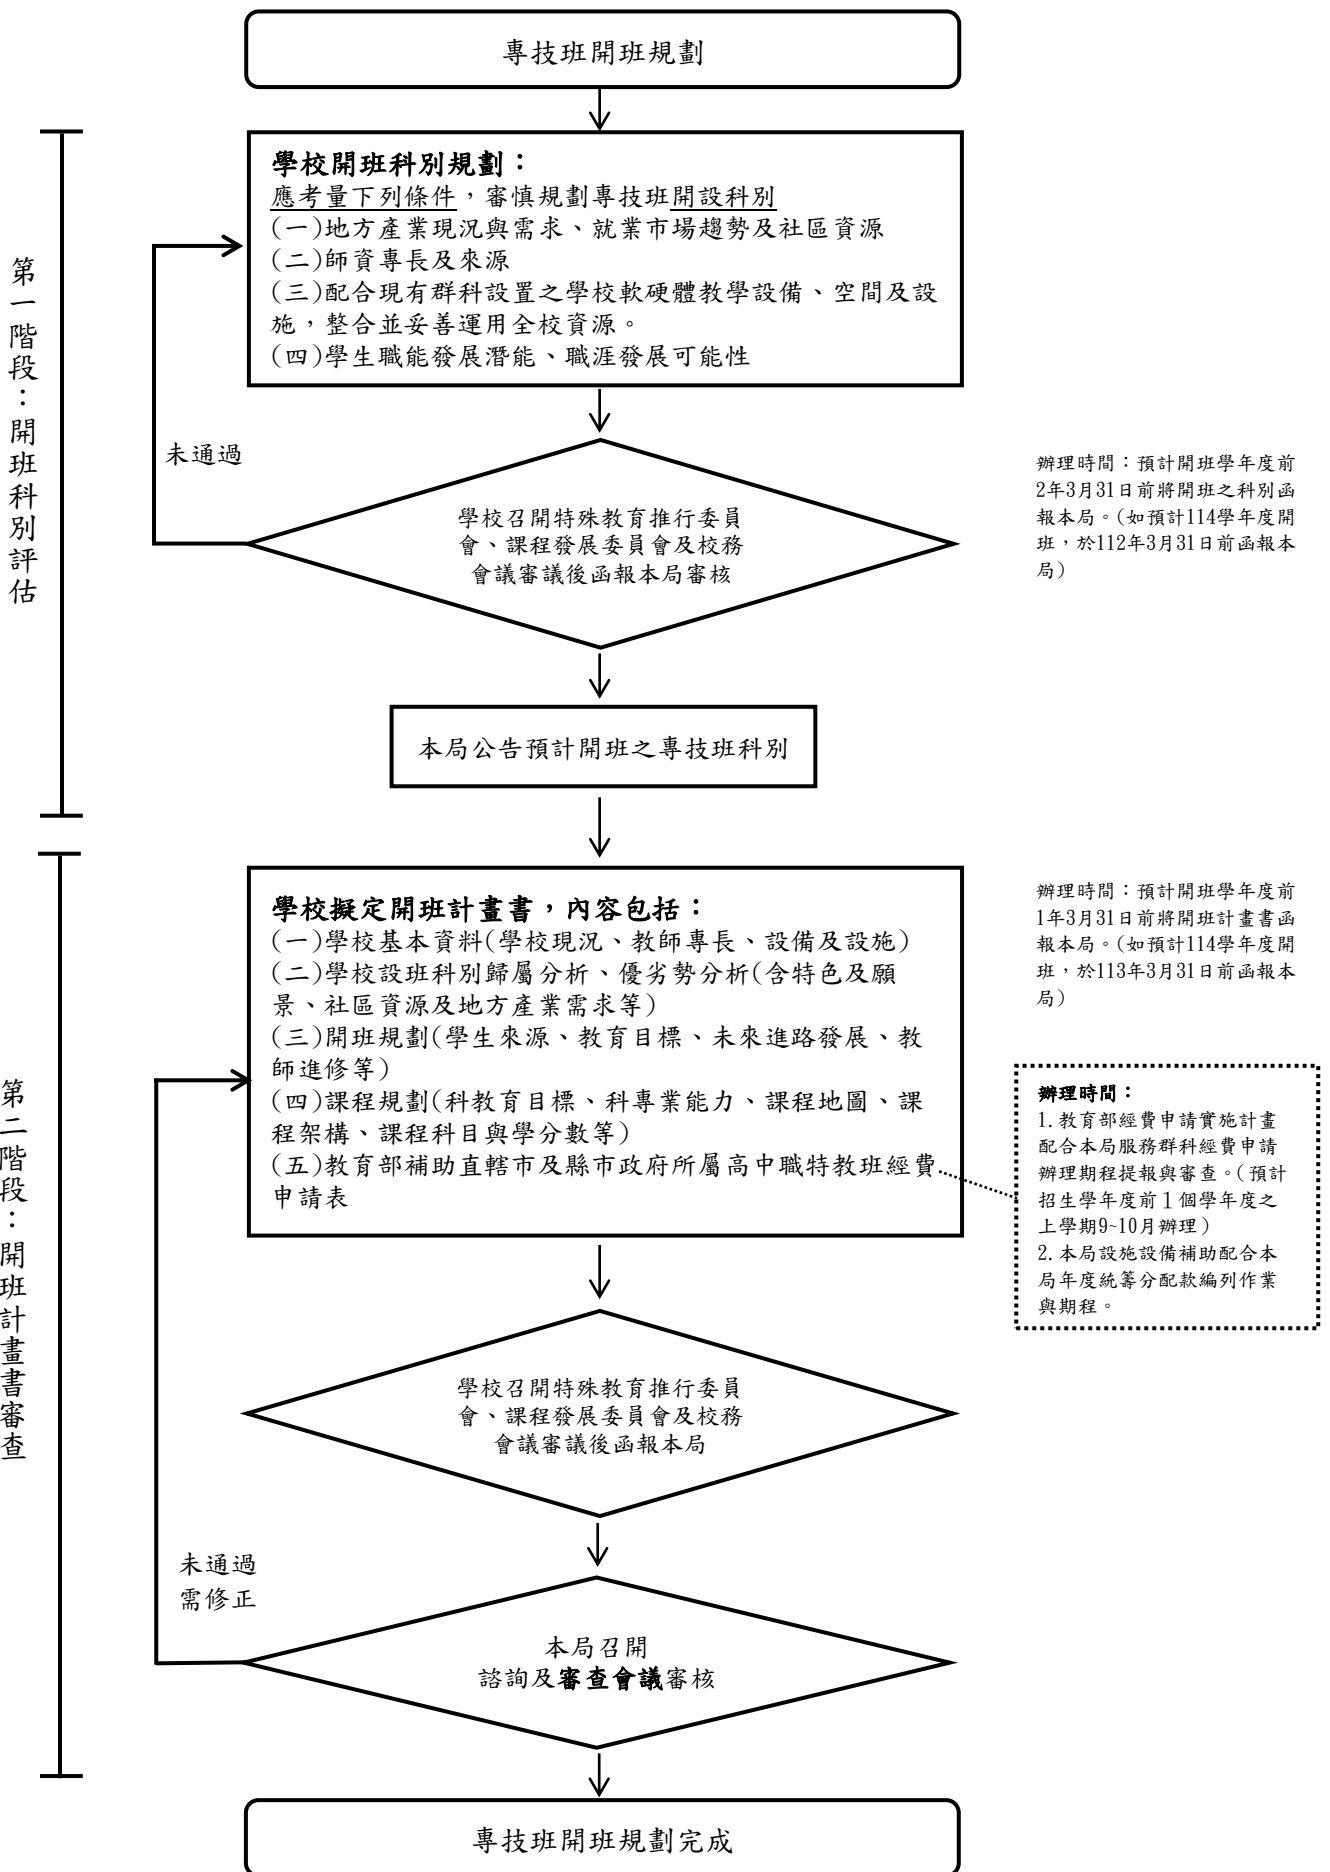 專技班開班規劃
第一階段：開班科別評估
學校開班科別規劃：
應考量下列條件，審慎規劃專技班開設科別
(一)地方產業現況與需求、就業市場趨勢及社區資源
(二)師資專長及來源
(三)配合現有群科設置之學校軟硬體教學設備、空間及設
施，整合並妥善運用全校資源。
(四)學生職能發展潛能、職涯發展可能性
未通過
學校召開特殊教育推行委員
會、課程發展委員會及校務
會議審議後函報本局審核
辦理時間：預計開班學年度前
2年3月31日前將開班之科別函
報本局。(如預計114學年度開
班，於112年3月31日前函報本
局)
本局公告預計開班之專技班科別
第二階段：開班計畫書審查
學校擬定開班計畫書，內容包括：
(一)學校基本資料(學校現況、教師專長、設備及設施)
(二)學校設班科別歸屬分析、優劣勢分析(含特色及願
景、社區資源及地方產業需求等)
(三)開班規劃(學生來源、教育目標、未來進路發展、教
師進修等)
(四)課程規劃(科教育目標、科專業能力、課程地圖、課
程架構、課程科目與學分數等)
(五)教育部補助直轄市及縣市政府所屬高中職特教班經費
申請表
辦理時間：預計開班學年度前
1年3月31日前將開班計畫書函
報本局。(如預計114學年度開
班，於113年3月31日前函報本
局)
辦理時間：
1.教育部經費申請實施計畫
配合本局服務群科經費申請
辦理期程提報與審查。(預計
招生學年度前1個學年度之
上學期9~10月辦理)
2.本局設施設備補助配合本
局年度統籌分配款編列作業
與期程。
學校召開特殊教育推行委員
會、課程發展委員會及校務
會議審議後函報本局
未通過
需修正
本局召開
諮詢及審查會議審核
專技班開班規劃完成